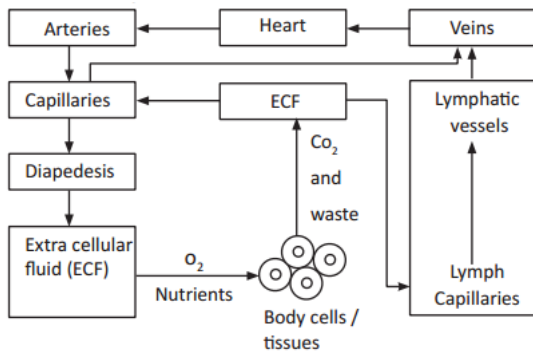 Arteries
Heart
Veins
Capillaries
ECF
Lymphatic
vessels
Co₂
and
waste
Diapedesis
Extra cellular
fluid (ECF)
O₂
Nutrients
Body cells /
tissues
Lymph
Capillaries